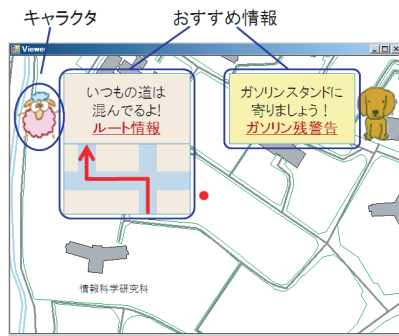 キャラクタ
おすすめ情報
Viewer
いつもの道は
混んでるよ!
ルート情報
ガソリンスタンドに
寄りましょう！
ガソリン残警告
情報科学研究科